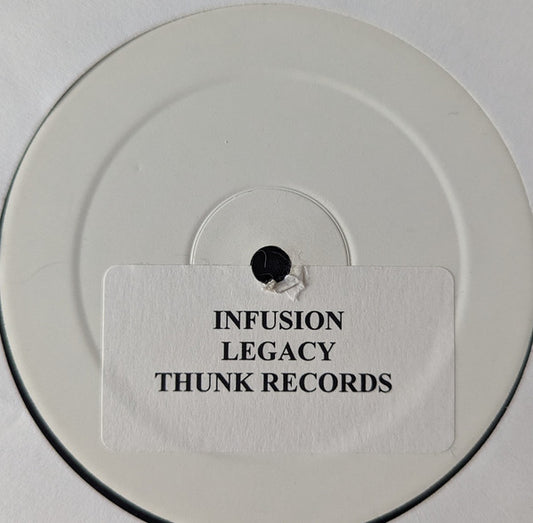 INFUSION
LEGACY
THUNK RECORDS